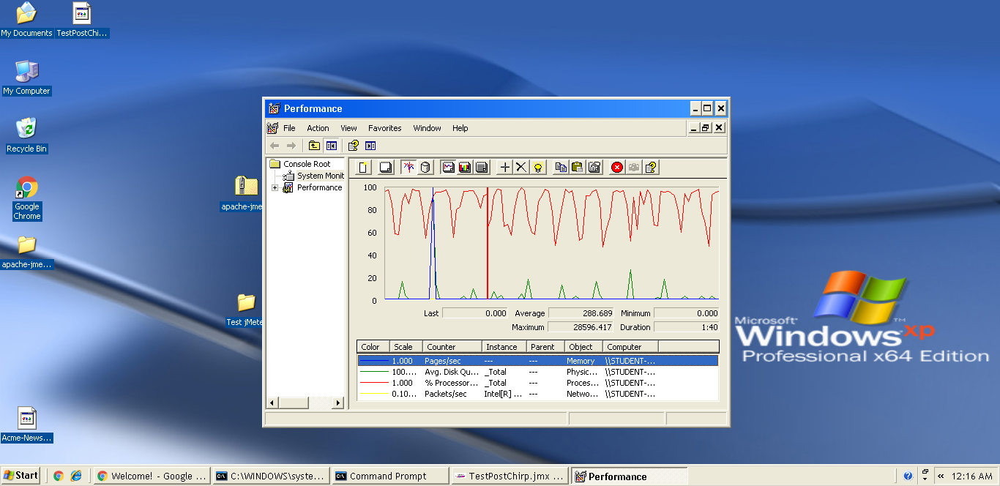 My Documents
TestPostChi...
My Computer
Recycle Bin
Google
Chrome
apache-jme
apache-jme...
Test jMete
Acme-News...
Performance
File Action View Favorites Window Help
Console Root
System Monit
Performance
100
80
60
40
20
0
Last 0.000 Average 288.689 Minimum 0.000
Maximum 28596.417 Duration 1:40
Color Scale Counter Instance Parent Object Computer
1.000 Pages/sec --- --- Memory \\STUDENT-...
100.... Avg. Disk Qu... _Total --- Physic... \\STUDENT-...
1.000 % Processor... _Total --- Proces... \\STUDENT-...
0.10... Packets/sec Intel[R] ... --- Netwo... \\STUDENT-...
Microsoft®
Windows xp™
Professional x64 Edition
Start Welcome! - Google ... C:\WINDOWS\syste... Command Prompt TestPostChirp.jmx ... Performance « 12:16 AM